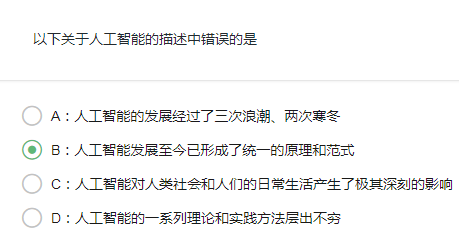 以下关于人工智能的描述中错误的是
A：人工智能的发展经过了三次浪潮、两次寒冬
B：人工智能发展至今已形成了统一的原理和范式
C：人工智能对人类社会和人们的日常生活产生了极其深刻的影响
D：人工智能的一系列理论和实践方法层出不穷